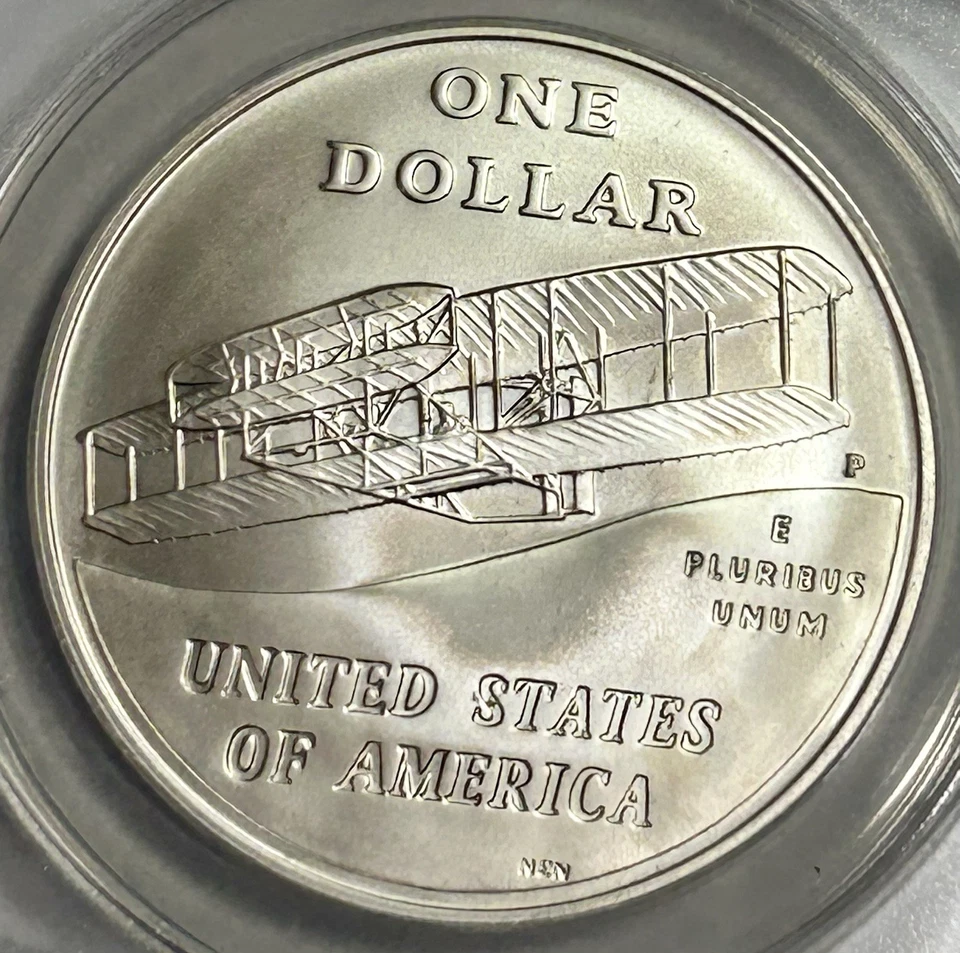 ONE
DOLLAR
P
E
PLURIBUS
UNUM
UNITED STATES
OF AMERICA
NEN